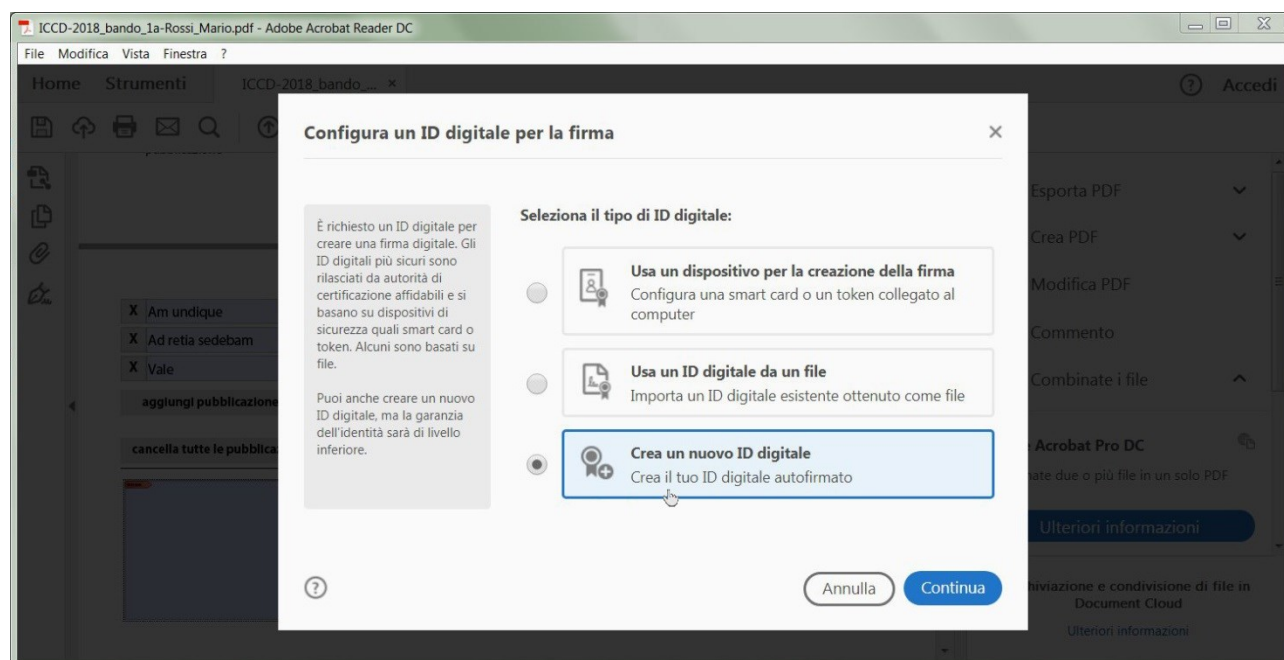 ICCD-2018_bando_1a-Rossi_Mario.pdf - Adobe Acrobat Reader DC
File Modifica Vista Finestra ?
Home Strumenti ICCD-2018_bando_... × ? Accedi
Configura un ID digitale per la firma
È richiesto un ID digitale per
creare una firma digitale. Gli
ID digitali più sicuri sono
rilasciati da autorità di
certificazione affidabili e si
basano su dispositivi di
sicurezza quali smart card o
token. Alcuni sono basati su
file.
Puoi anche creare un nuovo
ID digitale, ma la garanzia
dell'identità sarà di livello
inferiore.
Seleziona il tipo di ID digitale:
Usa un dispositivo per la creazione della firma
Configura una smart card o un token collegato al
computer
Usa un ID digitale da un file
Importa un ID digitale esistente ottenuto come file
Crea un nuovo ID digitale
Crea il tuo ID digitale autofirmato
?
Annulla Continua
X Am undique
X Ad retia sedebam
X Vale
aggiungi pubblicazione
cancella tutte le pubblica
Esporta PDF
Crea PDF
Modifica PDF
Commento
Combinate i file
Acrobat Pro DC
nate due o più file in un solo PDF
Ulteriori informazioni
hiviazione e condivisione di file in
Document Cloud
Ulteriori informazioni